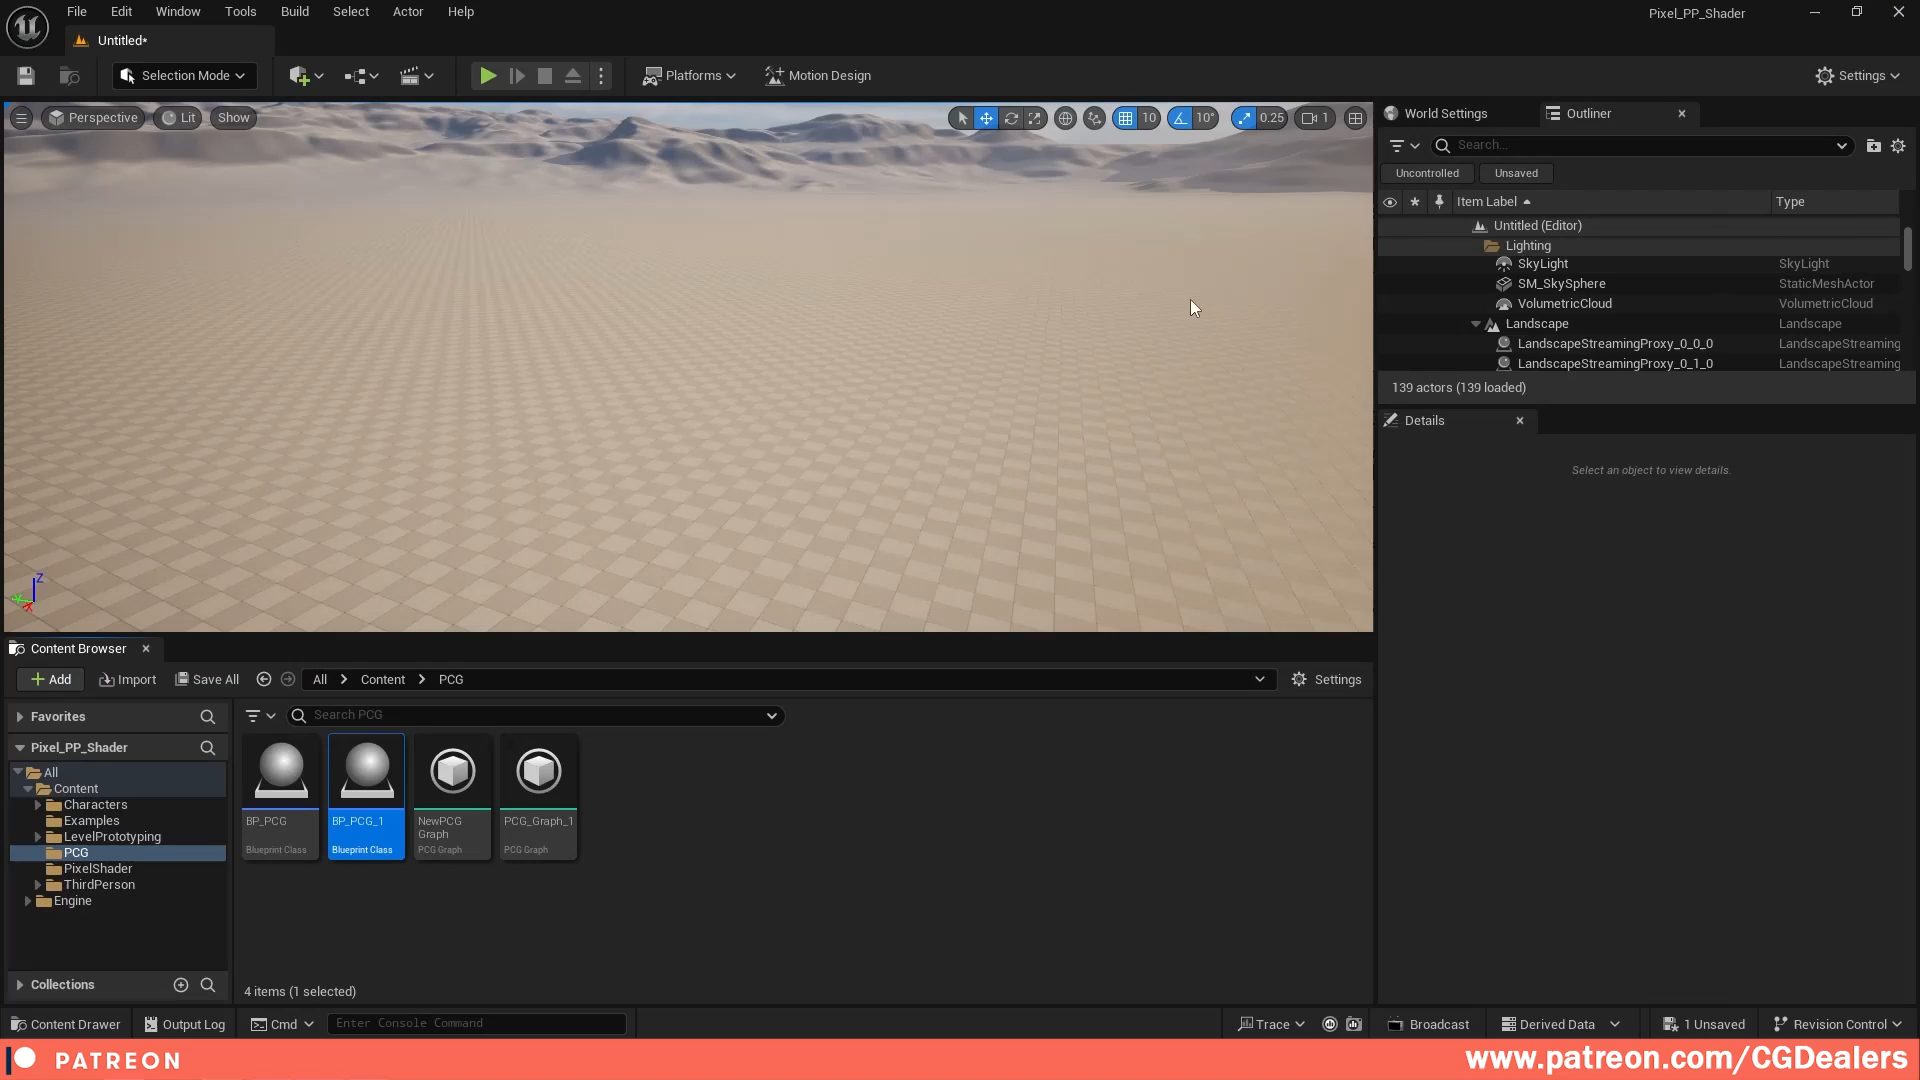 File Edit Window Tools Build Select Actor Help
Pixel_PP_Shader
Untitled*
Selection Mode
Platforms
Motion Design
Settings
Perspective Lit Show
10 10° 0.25 1
World Settings
Outliner
Search...
Uncontrolled Unsaved
Item Label Type
Untitled (Editor)
Lighting
SkyLight SkyLight
SM_SkySphere StaticMeshActor
VolumetricCloud VolumetricCloud
Landscape Landscape
LandscapeStreamingProxy_0_0_0 LandscapeStreaming
LandscapeStreamingProxy_0_1_0 LandscapeStreaming
139 actors (139 loaded)
Details
Select an object to view details.
Z
X
Content Browser
Add Import Save All All Content PCG Settings
Favorites
Search PCG
Pixel_PP_Shader
All
Content
Characters
Examples
LevelPrototyping
PCG
PixelShader
ThirdPerson
Engine
BP_PCG
Blueprint Class
BP_PCG_1
Blueprint Class
NewPCG
Graph
PCG Graph
PCG_Graph_1
PCG Graph
Collections
4 items (1 selected)
Content Drawer Output Log Cmd Enter Console Command Trace Broadcast Derived Data 1 Unsaved Revision Control
PATREON
www.patreon.com/CGDealers